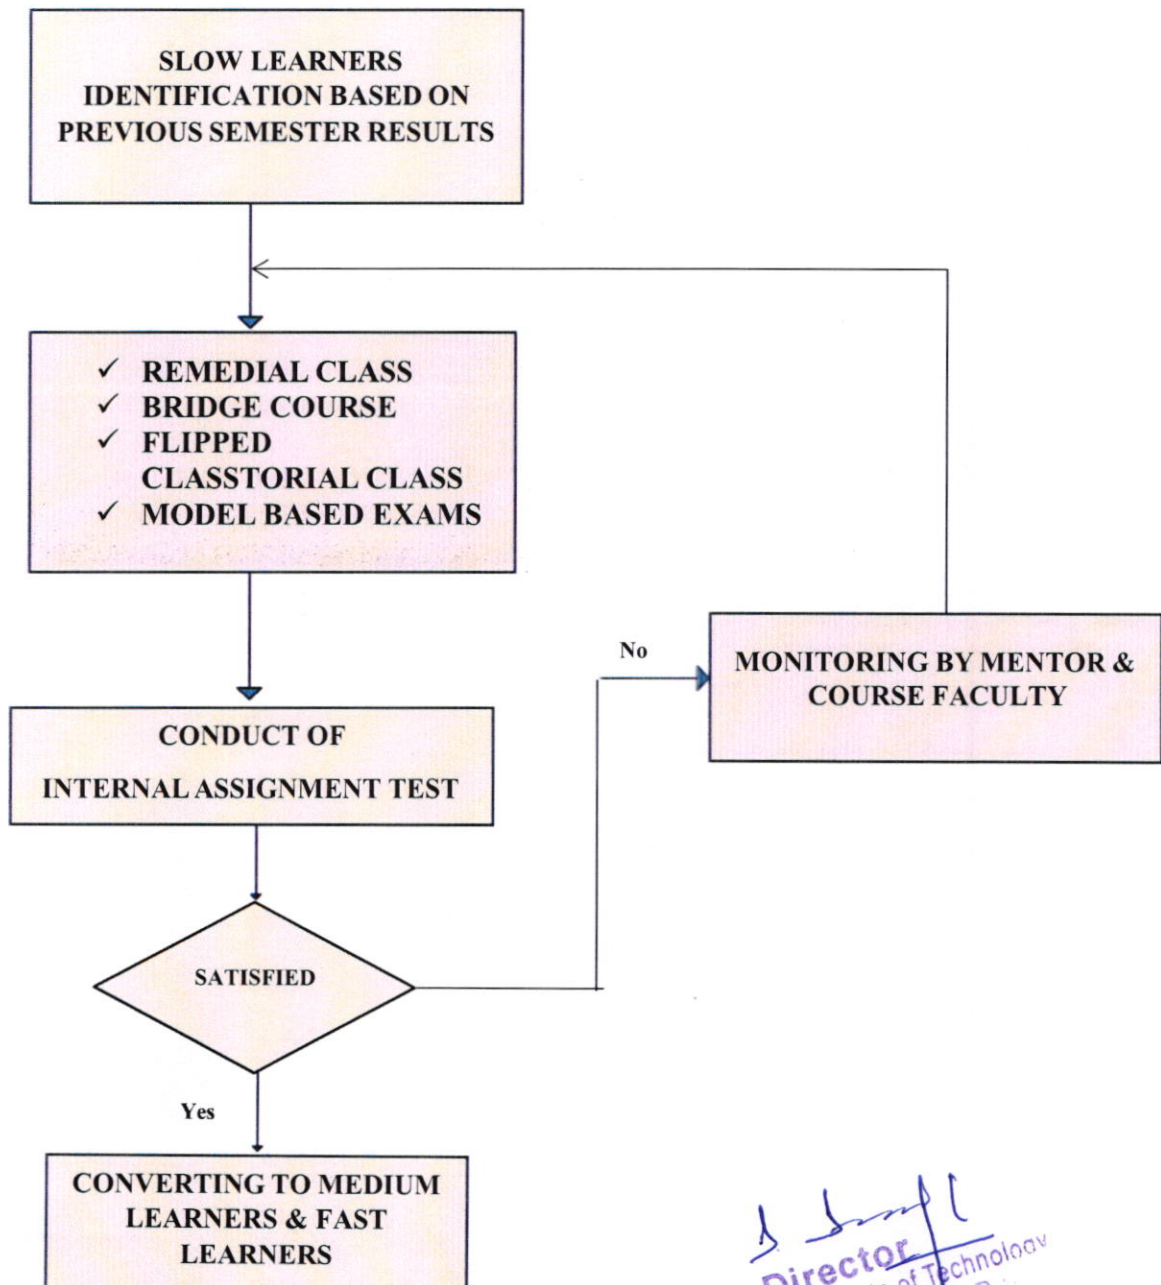 SLOW LEARNERS
IDENTIFICATION BASED ON
PREVIOUS SEMESTER RESULTS
✓ REMEDIAL CLASS
✓ BRIDGE COURSE
✓ FLIPPED
CLASSTORIAL CLASS
✓ MODEL BASED EXAMS
No
MONITORING BY MENTOR &
COURSE FACULTY
CONDUCT OF
INTERNAL ASSIGNMENT TEST
SATISFIED
Yes
CONVERTING TO MEDIUM
LEARNERS & FAST
LEARNERS
Director
of Technology